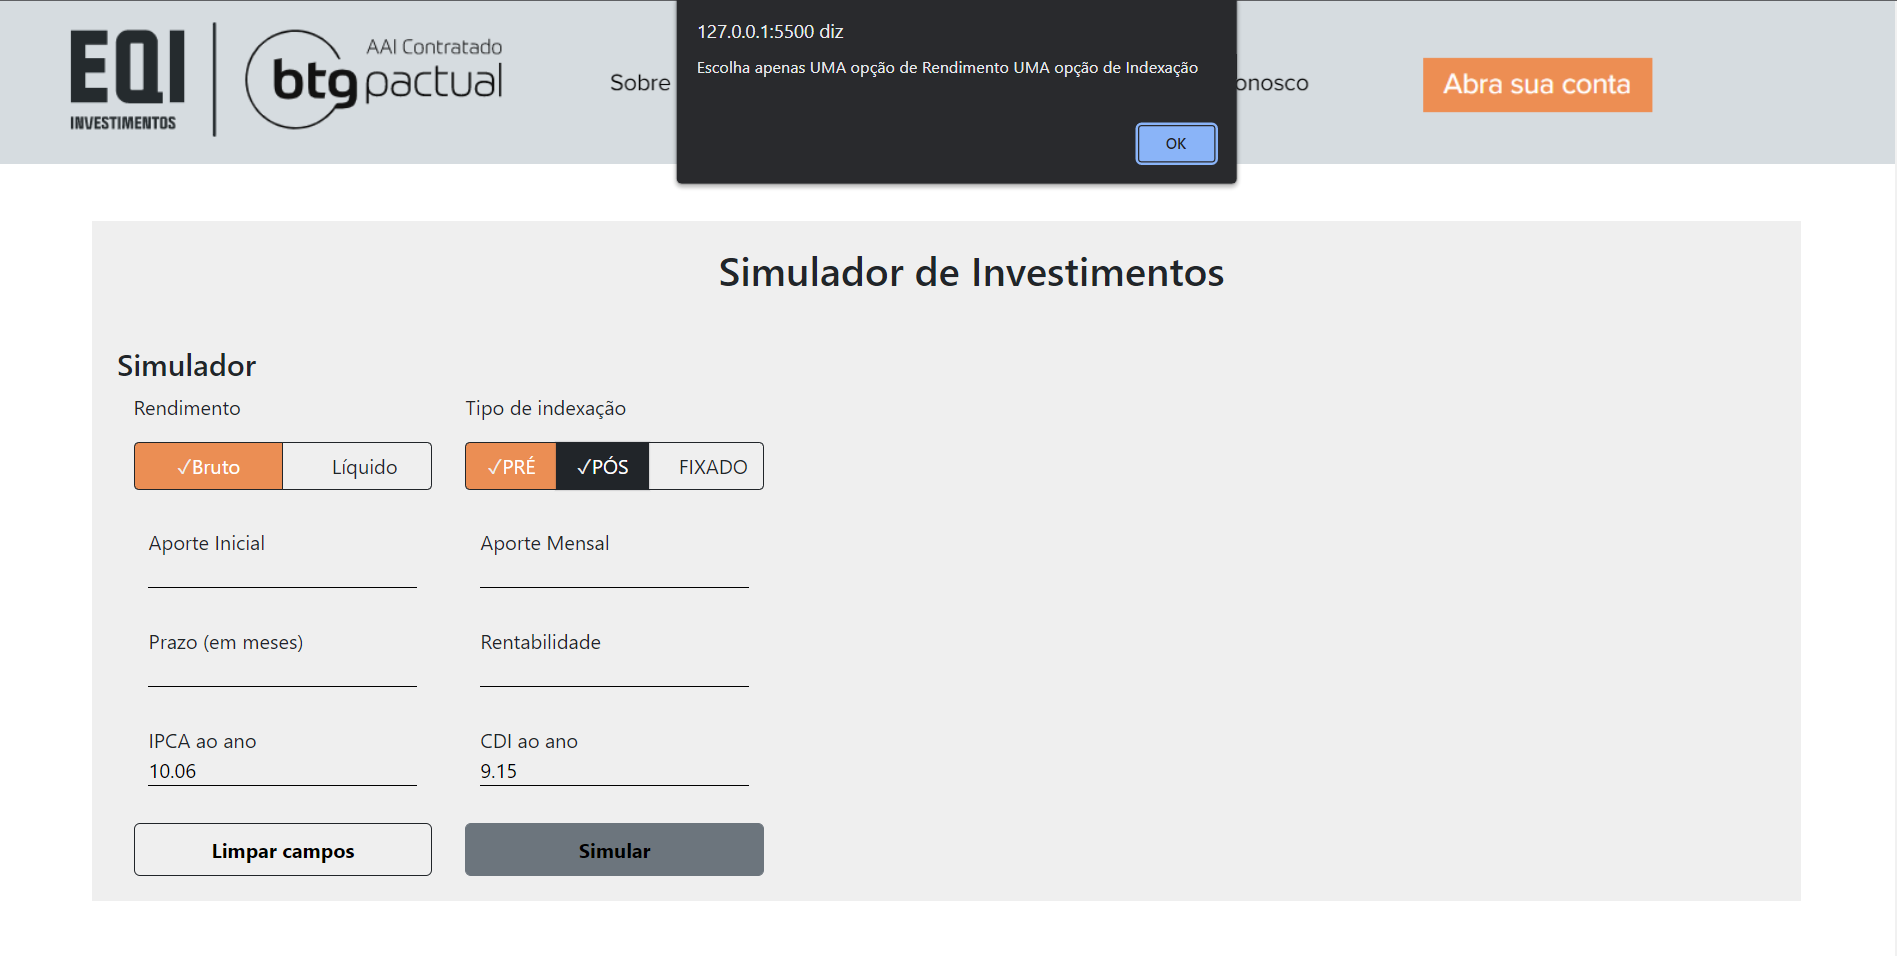 EQI
INVESTIMENTOS
AAI Contratado
btg pactual
Sobre
127.0.0.1:5500 diz
Escolha apenas UMA opção de Rendimento UMA opção de Indexação
OK
onosco
Abra sua conta
Simulador de Investimentos
Simulador
Rendimento
Tipo de indexação
✓Bruto
Líquido
✓PRÉ
✓PÓS
FIXADO
Aporte Inicial
Aporte Mensal
Prazo (em meses)
Rentabilidade
IPCA ao ano
10.06
CDI ao ano
9.15
Limpar campos
Simular